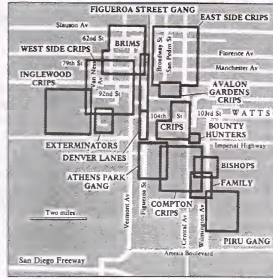 FIGUEROA STREET GANG
EAST SIDE CRIPS
Slauson Av
BRIMS
Broadway St
San Pedro St
62nd St
WEST SIDE CRIPS
Florence Av
Manchester Av
79th St
Van Ness Av
INGLEWOOD
CRIPS
92nd St
AVALON
GARDENS
CRIPS
104th St
CRIPS
103rd St
WATTS
BOUNTY
HUNTERS
EXTERMINATORS
Imperial Highway
DENVER LANES
ATHENS PARK
GANG
BISHOPS
FAMILY
COMPTON
CRIPS
Vermont Av
Figueroa St
Central Av
Wilmington Av
Two miles
PIRU GANG
Artesia Boulevard
San Diego Freeway